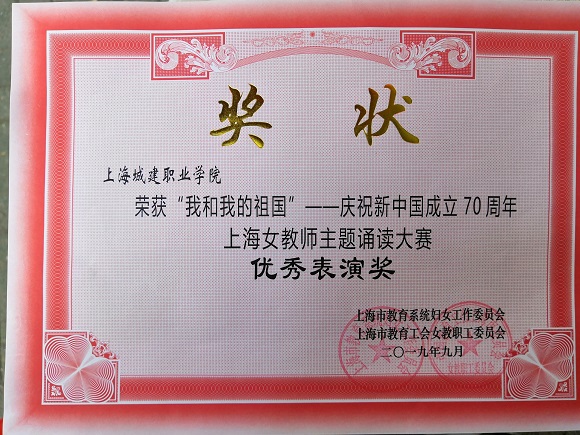 奖 状
上海城建职业学院
荣获“我和我的祖国”——庆祝新中国成立70周年
上海女教师主题诵读大赛
优秀表演奖
上海市教育系统妇女工作委员会
上海市教育工会女教职工委员会
二〇一九年九月